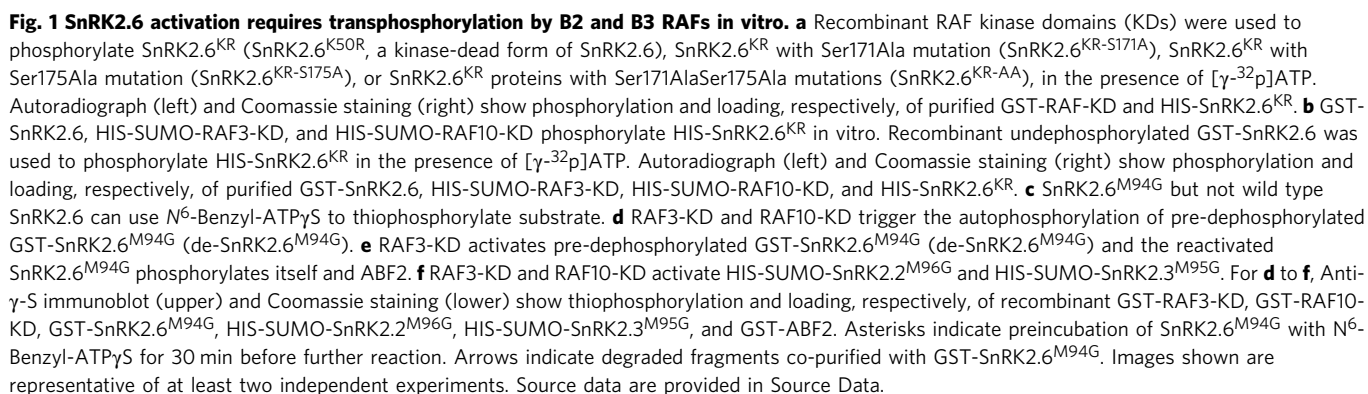 Fig. 1 SnRK2.6 activation requires transphosphorylation by B2 and B3 RAFs in vitro. a Recombinant RAF kinase domains (KDs) were used to
phosphorylate SnRK2.6KR (SnRK2.6K50R, a kinase-dead form of SnRK2.6), SnRK2.6KR with Ser171Ala mutation (SnRK2.6KR-S171A), SnRK2.6KR with
Ser175Ala mutation (SnRK2.6KR-S175A), or SnRK2.6KR proteins with Ser171AlaSer175Ala mutations (SnRK2.6KR-AA), in the presence of [γ-32p]ATP.
Autoradiograph (left) and Coomassie staining (right) show phosphorylation and loading, respectively, of purified GST-RAF-KD and HIS-SnRK2.6KR. b GST-
SnRK2.6, HIS-SUMO-RAF3-KD, and HIS-SUMO-RAF10-KD phosphorylate HIS-SnRK2.6KR in vitro. Recombinant undephosphorylated GST-SnRK2.6 was
used to phosphorylate HIS-SnRK2.6KR in the presence of [γ-32p]ATP. Autoradiograph (left) and Coomassie staining (right) show phosphorylation and
loading, respectively, of purified GST-SnRK2.6, HIS-SUMO-RAF3-KD, HIS-SUMO-RAF10-KD, and HIS-SnRK2.6KR. c SnRK2.6M94G but not wild type
SnRK2.6 can use N6-Benzyl-ATPγS to thiophosphorylate substrate. d RAF3-KD and RAF10-KD trigger the autophosphorylation of pre-dephosphorylated
GST-SnRK2.6M94G (de-SnRK2.6M94G). e RAF3-KD activates pre-dephosphorylated GST-SnRK2.6M94G (de-SnRK2.6M94G) and the reactivated
SnRK2.6M94G phosphorylates itself and ABF2. f RAF3-KD and RAF10-KD activate HIS-SUMO-SnRK2.2M96G and HIS-SUMO-SnRK2.3M95G. For d to f, Anti-
γ-S immunoblot (upper) and Coomassie staining (lower) show thiophosphorylation and loading, respectively, of recombinant GST-RAF3-KD, GST-RAF10-
KD, GST-SnRK2.6M94G, HIS-SUMO-SnRK2.2M96G, HIS-SUMO-SnRK2.3M95G, and GST-ABF2. Asterisks indicate preincubation of SnRK2.6M94G with N6-
Benzyl-ATPγS for 30 min before further reaction. Arrows indicate degraded fragments co-purified with GST-SnRK2.6M94G. Images shown are
representative of at least two independent experiments. Source data are provided in Source Data.